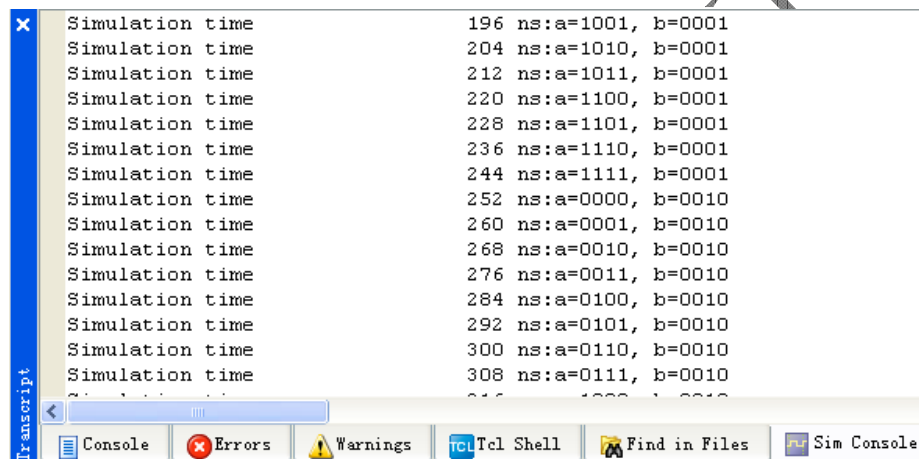 Simulation time 196 ns:a=1001, b=0001
Simulation time 204 ns:a=1010, b=0001
Simulation time 212 ns:a=1011, b=0001
Simulation time 220 ns:a=1100, b=0001
Simulation time 228 ns:a=1101, b=0001
Simulation time 236 ns:a=1110, b=0001
Simulation time 244 ns:a=1111, b=0001
Simulation time 252 ns:a=0000, b=0010
Simulation time 260 ns:a=0001, b=0010
Simulation time 268 ns:a=0010, b=0010
Simulation time 276 ns:a=0011, b=0010
Simulation time 284 ns:a=0100, b=0010
Simulation time 292 ns:a=0101, b=0010
Simulation time 300 ns:a=0110, b=0010
Simulation time 308 ns:a=0111, b=0010
Transcript
Console Errors Warnings TCL Tcl Shell Find in Files Sim Console